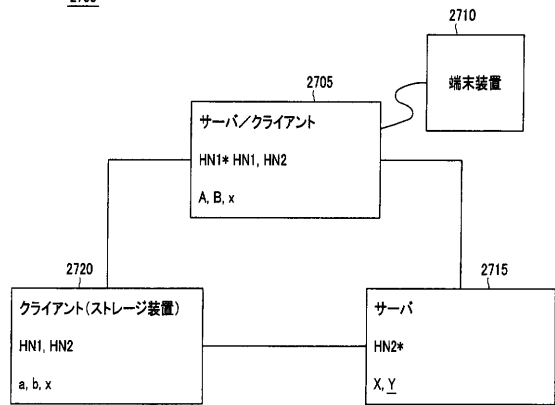 2710
端末装置
2705
サーバ/クライアント
HN1* HN1, HN2
A, B, x
2720
クライアント(ストレージ装置)
HN1, HN2
a, b, x
2715
サーバ
HN2*
X, Y